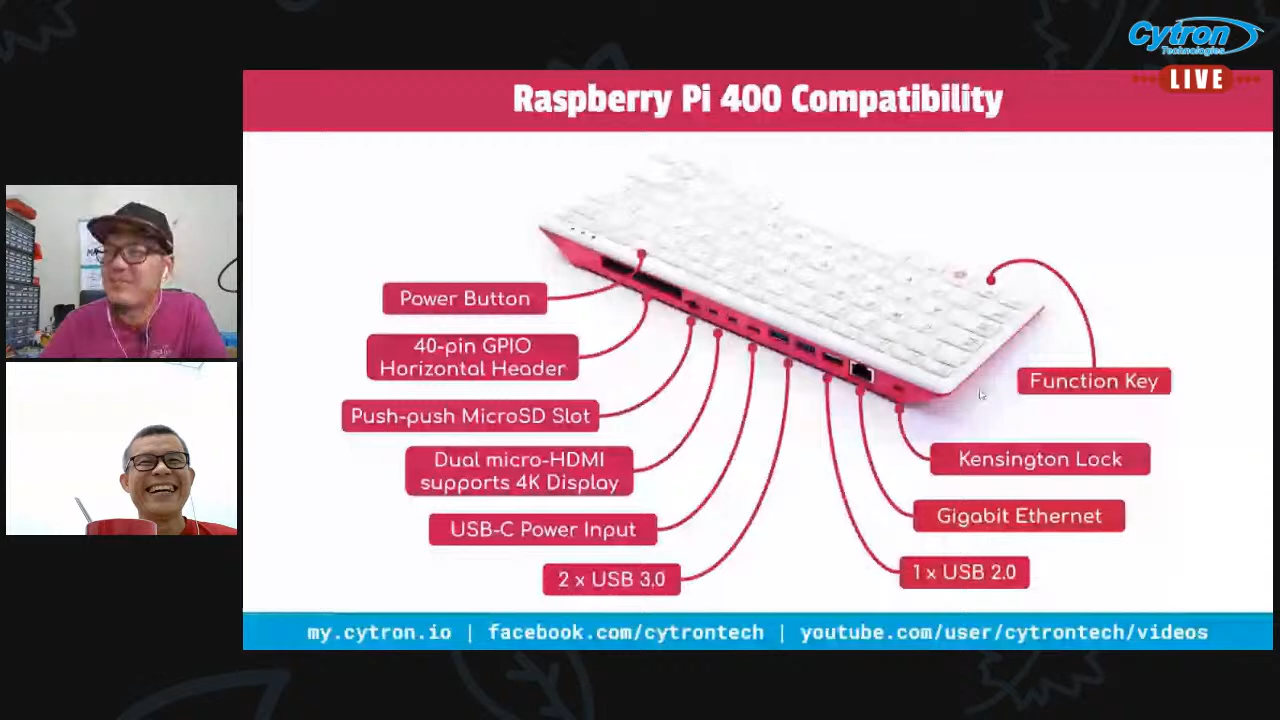 Cytron
Technologies
LIVE
Raspberry Pi 400 Compatibility
Power Button
40-pin GPIO
Horizontal Header
Push-push MicroSD Slot
Dual micro-HDMI
supports 4K Display
USB-C Power Input
2 x USB 3.0
Function Key
Kensington Lock
Gigabit Ethernet
1 x USB 2.0
my.cytron.io | facebook.com/cytrontech | youtube.com/user/cytrontech/videos